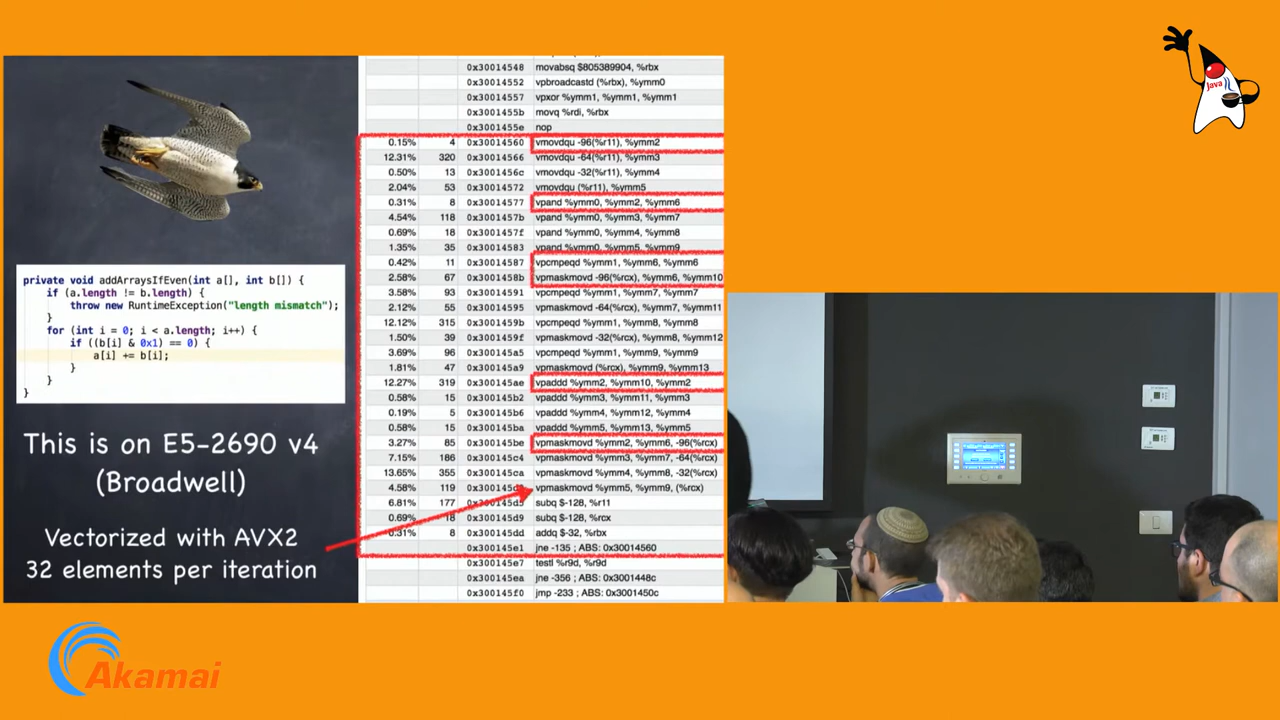 private void addArraysIfEven(int a[], int b[]) {
if (a.length != b.length) {
throw new RuntimeException("length mismatch");
}
for (int i = 0; i < a.length; i++) {
if ((b[i] & 0x1) == 0) {
a[i] += b[i];
}
}
}
This is on E5-2690 v4
(Broadwell)
Vectorized with AVX2
32 elements per iteration
0x30014548 movabsq $805389904, %rbx
0x30014552 vpbroadcastd (%rbx), %ymm0
0x30014557 vpxor %ymm1, %ymm1, %ymm1
0x3001455b movq %rdi, %rbx
0x3001455e nop
0.15% 4 0x30014560 vmovdqu -96(%r11), %ymm2
12.31% 320 0x30014566 vmovdqu -64(%r11), %ymm3
0.50% 13 0x3001456c vmovdqu -32(%r11), %ymm4
2.04% 53 0x30014572 vmovdqu (%r11), %ymm5
0.31% 8 0x30014577 vpand %ymm0, %ymm2, %ymm6
4.54% 118 0x3001457b vpand %ymm0, %ymm3, %ymm7
0.69% 18 0x3001457f vpand %ymm0, %ymm4, %ymm8
1.35% 35 0x30014583 vpand %ymm0, %ymm5, %ymm9
0.42% 11 0x30014587 vpcmpeqd %ymm1, %ymm6, %ymm6
2.58% 67 0x3001458b vpmaskmovd -96(%rcx), %ymm6, %ymm10
3.58% 93 0x30014591 vpcmpeqd %ymm1, %ymm7, %ymm7
2.12% 55 0x30014595 vpmaskmovd -64(%rcx), %ymm7, %ymm11
12.12% 315 0x3001459b vpcmpeqd %ymm1, %ymm8, %ymm8
1.50% 39 0x3001459f vpmaskmovd -32(%rcx), %ymm8, %ymm12
3.69% 96 0x300145a5 vpcmpeqd %ymm1, %ymm9, %ymm9
1.81% 47 0x300145a9 vpmaskmovd (%rcx), %ymm9, %ymm13
12.27% 319 0x300145ae vpaddd %ymm2, %ymm10, %ymm2
0.58% 15 0x300145b2 vpaddd %ymm3, %ymm11, %ymm3
0.19% 5 0x300145b6 vpaddd %ymm4, %ymm12, %ymm4
0.58% 15 0x300145ba vpaddd %ymm5, %ymm13, %ymm5
3.27% 85 0x300145be vpmaskmovd %ymm2, %ymm6, -96(%rcx)
7.15% 186 0x300145c4 vpmaskmovd %ymm3, %ymm7, -64(%rcx)
13.65% 355 0x300145ca vpmaskmovd %ymm4, %ymm8, -32(%rcx)
4.58% 119 vpmaskmovd %ymm5, %ymm9, (%rcx)
6.81% 177 0x300145d5 subq $-128, %r11
0.69% 18 0x300145d9 subq $-128, %rcx
0.31% 8 0x300145dd addq $-32, %rbx
0x300145e1 jne -135 ; ABS: 0x30014560
0x300145e7 testl %r9d, %r9d
0x300145ea jne -356 ; ABS: 0x3001448c
0x300145f0 jmp -233 ; ABS: 0x3001450c
Java
Akamai